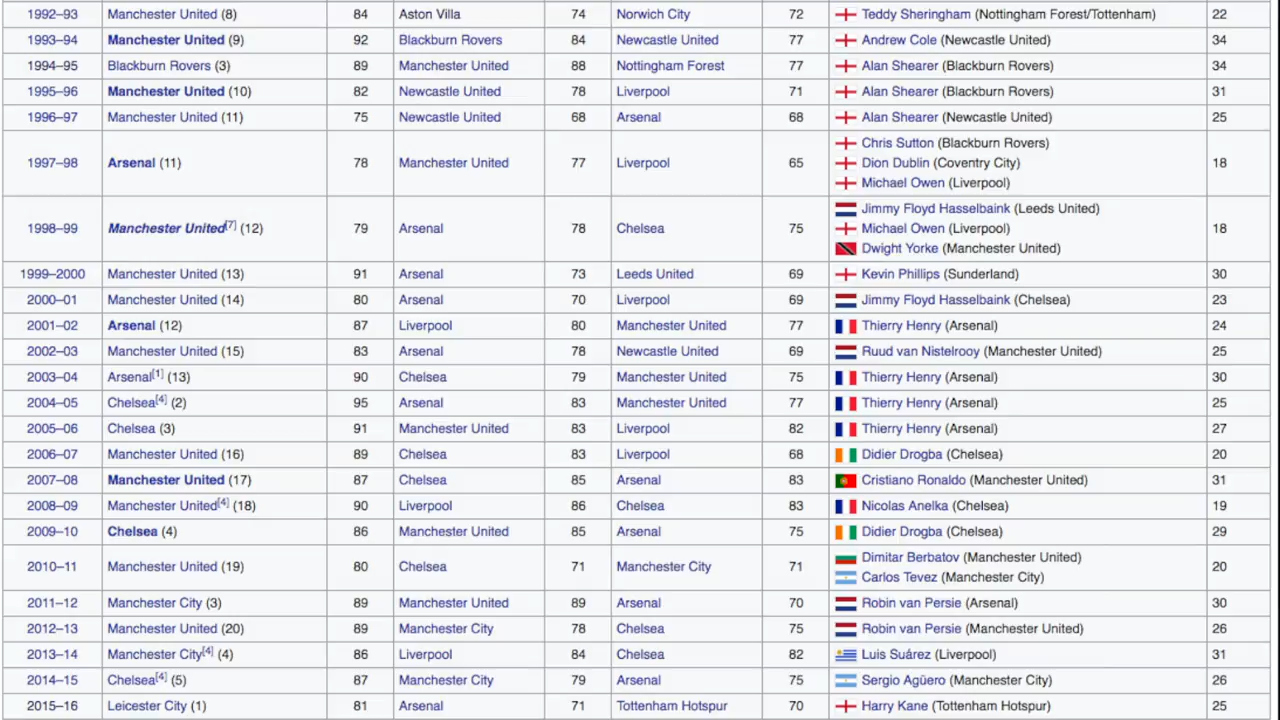 1992–93 Manchester United (8) 84 Aston Villa 74 Norwich City 72 Teddy Sheringham (Nottingham Forest/Tottenham) 22
1993–94 Manchester United (9) 92 Blackburn Rovers 84 Newcastle United 77 Andrew Cole (Newcastle United) 34
1994–95 Blackburn Rovers (3) 89 Manchester United 88 Nottingham Forest 77 Alan Shearer (Blackburn Rovers) 34
1995–96 Manchester United (10) 82 Newcastle United 78 Liverpool 71 Alan Shearer (Blackburn Rovers) 31
1996–97 Manchester United (11) 75 Newcastle United 68 Arsenal 68 Alan Shearer (Newcastle United) 25
Chris Sutton (Blackburn Rovers)
1997–98 Arsenal (11) 78 Manchester United 77 Liverpool 65 Dion Dublin (Coventry City) 18
Michael Owen (Liverpool)
Jimmy Floyd Hasselbaink (Leeds United)
1998–99 Manchester United[7] (12) 79 Arsenal 78 Chelsea 75 Michael Owen (Liverpool) 18
Dwight Yorke (Manchester United)
1999–2000 Manchester United (13) 91 Arsenal 73 Leeds United 69 Kevin Phillips (Sunderland) 30
2000–01 Manchester United (14) 80 Arsenal 70 Liverpool 69 Jimmy Floyd Hasselbaink (Chelsea) 23
2001–02 Arsenal (12) 87 Liverpool 80 Manchester United 77 Thierry Henry (Arsenal) 24
2002–03 Manchester United (15) 83 Arsenal 78 Newcastle United 69 Ruud van Nistelrooy (Manchester United) 25
2003–04 Arsenal[1] (13) 90 Chelsea 79 Manchester United 75 Thierry Henry (Arsenal) 30
2004–05 Chelsea[4] (2) 95 Arsenal 83 Manchester United 77 Thierry Henry (Arsenal) 25
2005–06 Chelsea (3) 91 Manchester United 83 Liverpool 82 Thierry Henry (Arsenal) 27
2006–07 Manchester United (16) 89 Chelsea 83 Liverpool 68 Didier Drogba (Chelsea) 20
2007–08 Manchester United (17) 87 Chelsea 85 Arsenal 83 Cristiano Ronaldo (Manchester United) 31
2008–09 Manchester United[4] (18) 90 Liverpool 86 Chelsea 83 Nicolas Anelka (Chelsea) 19
2009–10 Chelsea (4) 86 Manchester United 85 Arsenal 75 Didier Drogba (Chelsea) 29
Dimitar Berbatov (Manchester United)
2010–11 Manchester United (19) 80 Chelsea 71 Manchester City 71 20
Carlos Tevez (Manchester City)
2011–12 Manchester City (3) 89 Manchester United 89 Arsenal 70 Robin van Persie (Arsenal) 30
2012–13 Manchester United (20) 89 Manchester City 78 Chelsea 75 Robin van Persie (Manchester United) 26
2013–14 Manchester City[4] (4) 86 Liverpool 84 Chelsea 82 Luis Suárez (Liverpool) 31
2014–15 Chelsea[4] (5) 87 Manchester City 79 Arsenal 75 Sergio Agüero (Manchester City) 26
2015–16 Leicester City (1) 81 Arsenal 71 Tottenham Hotspur 70 Harry Kane (Tottenham Hotspur) 25